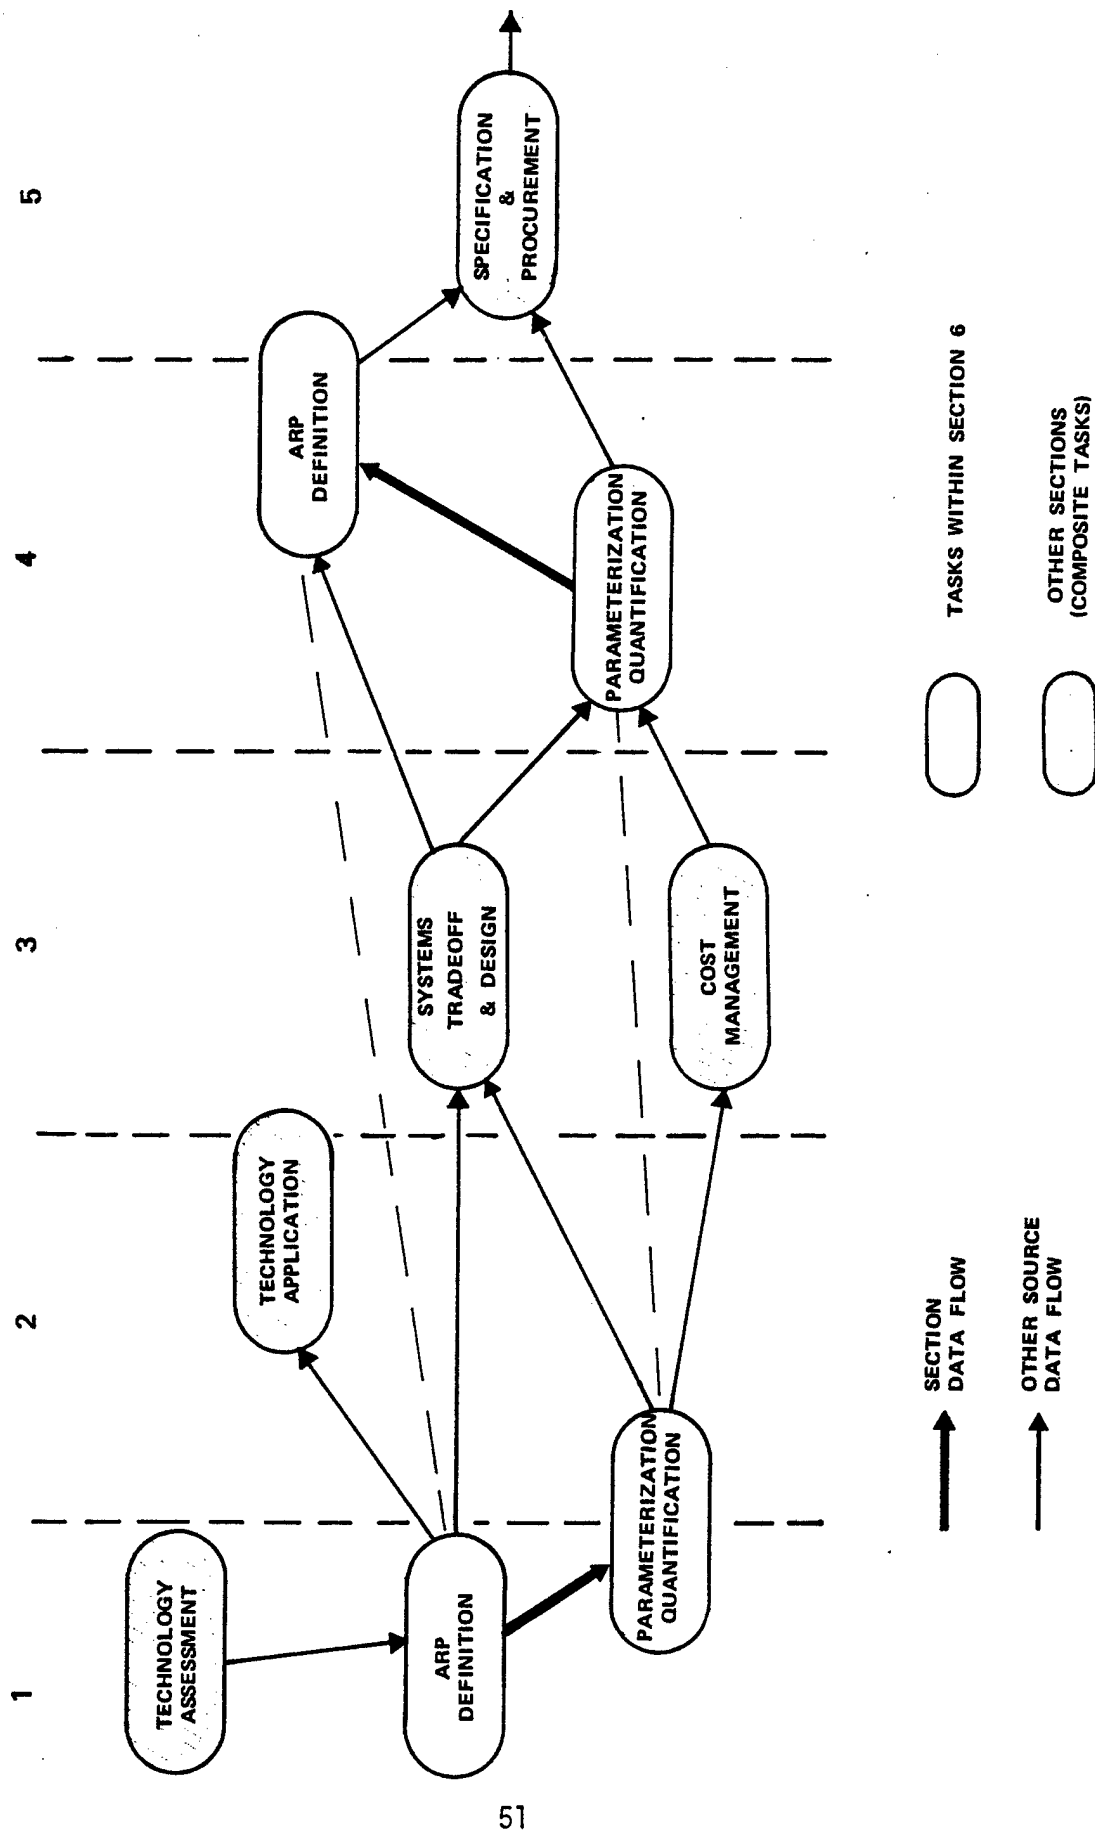 1
2
3
4
5
TECHNOLOGY
ASSESSMENT
ARP
DEFINITION
PARAMETERIZATION
QUANTIFICATION
TECHNOLOGY
APPLICATION
SYSTEMS
TRADEOFF
& DESIGN
COST
MANAGEMENT
ARP
DEFINITION
PARAMETERIZATION
QUANTIFICATION
SPECIFICATION
&
PROCUREMENT
SECTION
DATA FLOW
OTHER SOURCE
DATA FLOW
TASKS WITHIN SECTION 6
OTHER SECTIONS
(COMPOSITE TASKS)
51